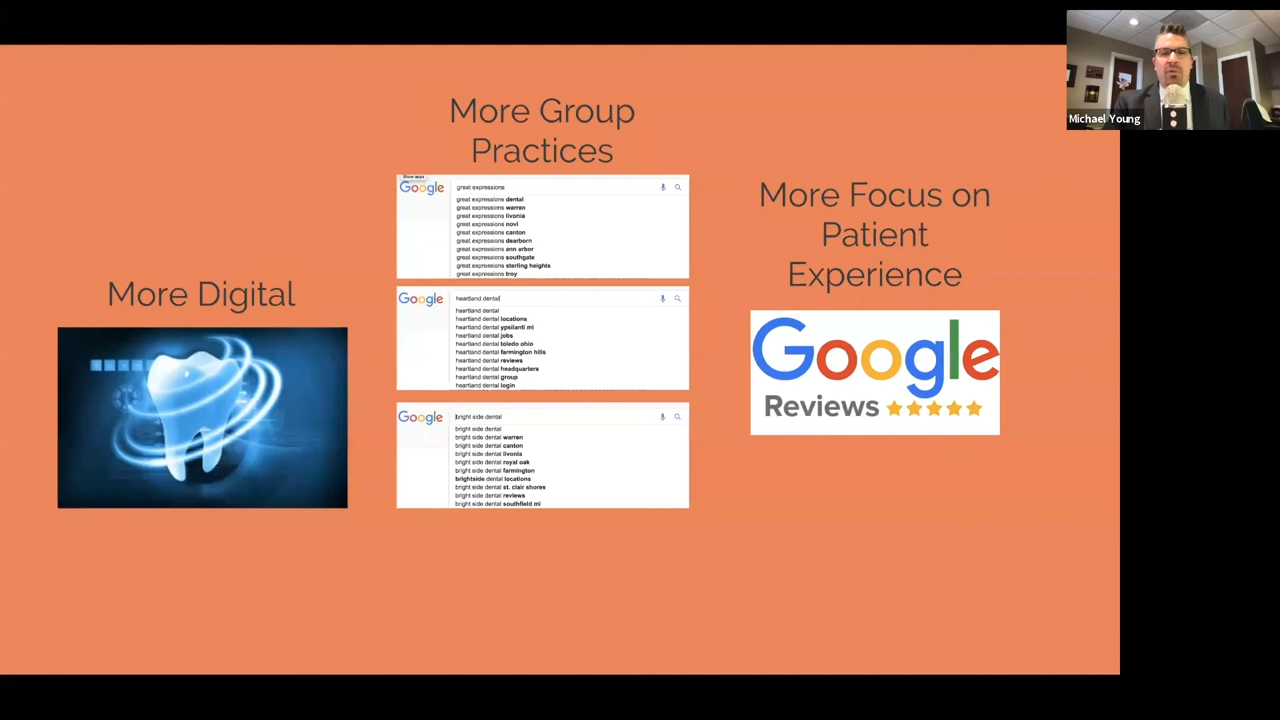 More Digital
More Group
Practices
Show apps
Google great expressions
great expressions dental
great expressions warren
great expressions livonia
great expressions novi
great expressions canton
great expressions dearborn
great expressions ann arbor
great expressions southgate
great expressions sterling heights
great expressions troy
Google heartland dental
heartland dental
heartland dental locations
heartland dental ypsilanti mi
heartland dental jobs
heartland dental toledo ohio
heartland dental farmington hills
heartland dental reviews
heartland dental headquarters
heartland dental group
heartland dental login
Google bright side dental
bright side dental
bright side dental warren
bright side dental canton
bright side dental livonia
bright side dental royal oak
bright side dental farmington
brightside dental locations
bright side dental st. clair shores
bright side dental reviews
bright side dental southfield mi
More Focus on
Patient
Experience
Google
Reviews
Michael Young